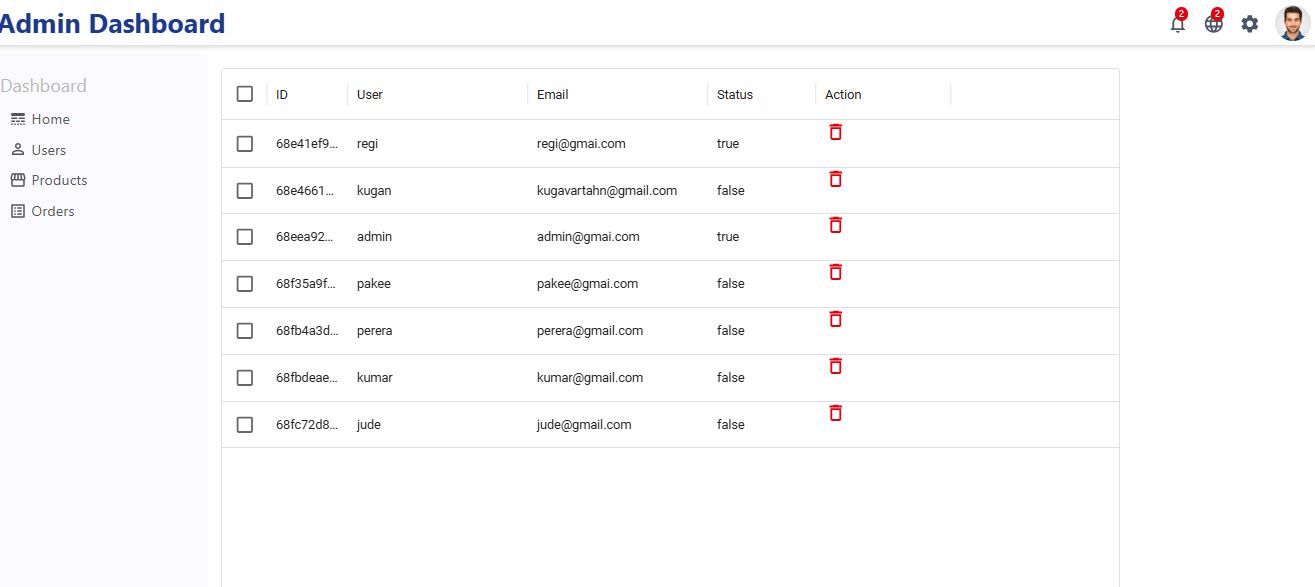 Admin Dashboard
2 2
Dashboard
Home
Users
Products
Orders
ID User Email Status Action
68e41ef9... regi regi@gmai.com true
68e4661... kugan kugavartahn@gmail.com false
68eea92... admin admin@gmai.com true
68f35a9f... pakee pakee@gmai.com false
68fb4a3d... perera perera@gmail.com false
68fbdeae... kumar kumar@gmail.com false
68fc72d8... jude jude@gmail.com false